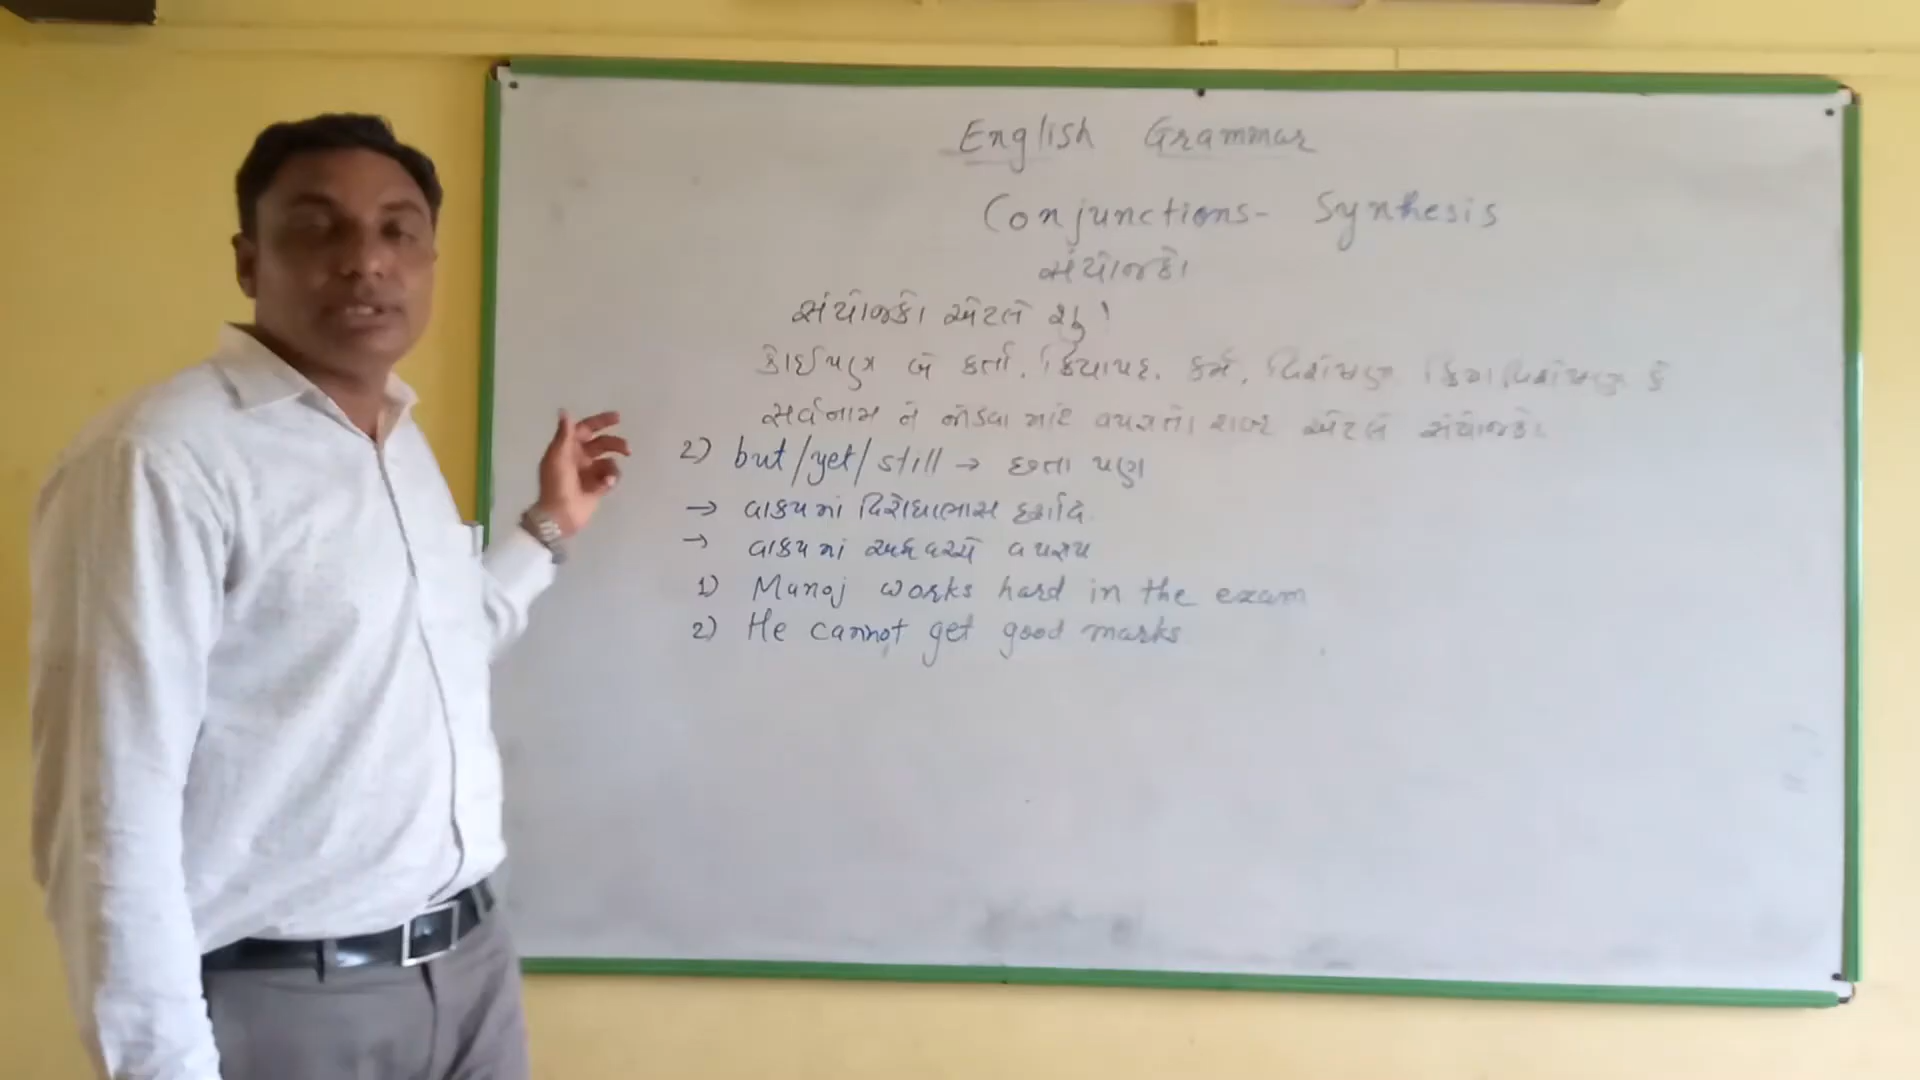 English Grammar
Conjunctions- Synthesis
સંયોજકો
સંયોજકો એટલે શું ?
કોઈપણ બે કર્તા, ક્રિયાપદ, કર્મ, વિશેષણ, ક્રિયાવિશેષણ કે
સર્વનામ ને જોડવા માટે વપરાતો શબ્દ એટલે સંયોજકો.
2) but/yet/still → છતા પણ
→ વાક્યમાં વિરોધાભાસ દર્શાવે.
→ વાક્યમાં અધવચ્ચે વપરાય
1) Manoj works hard in the exam
2) He cannot get good marks